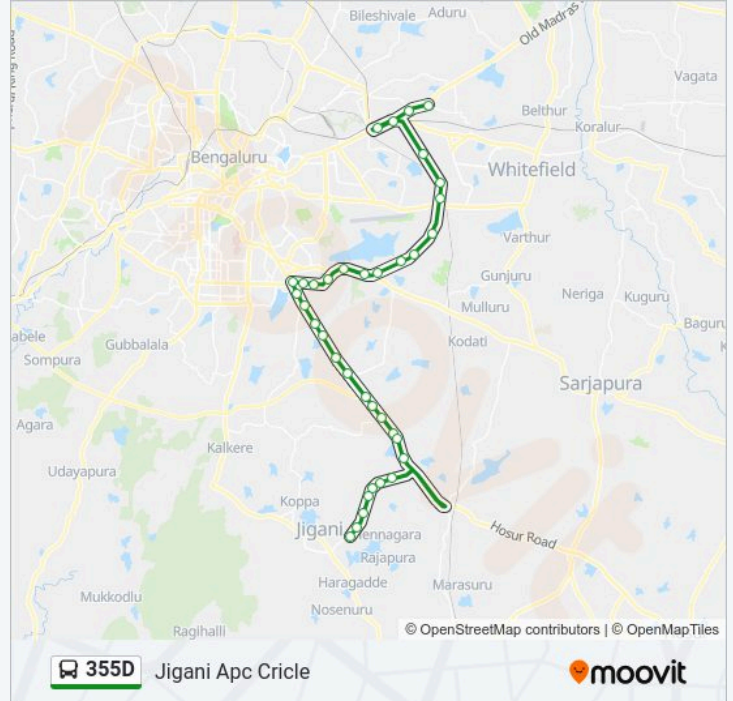 Bileshivale
Aduru
Old Madras
Vagata
Belthur
Koralur
Bengaluru
Whitefield
Varthur
Gunjuru
Neriga
Kuguru
Mulluru
Baguru
abele
Gubbalala
Kodati
Sompura
Sarjapura
Agara
Kalkere
Udayapura
Koppa
Jigani
ennagara
Hosur Road
Rajapura
Haragadde
Marasuru
Mukkodlu
Nosenuru
Ragihalli
© OpenStreetMap contributors | © OpenMapTiles
355D Jigani Apc Cricle
moovit